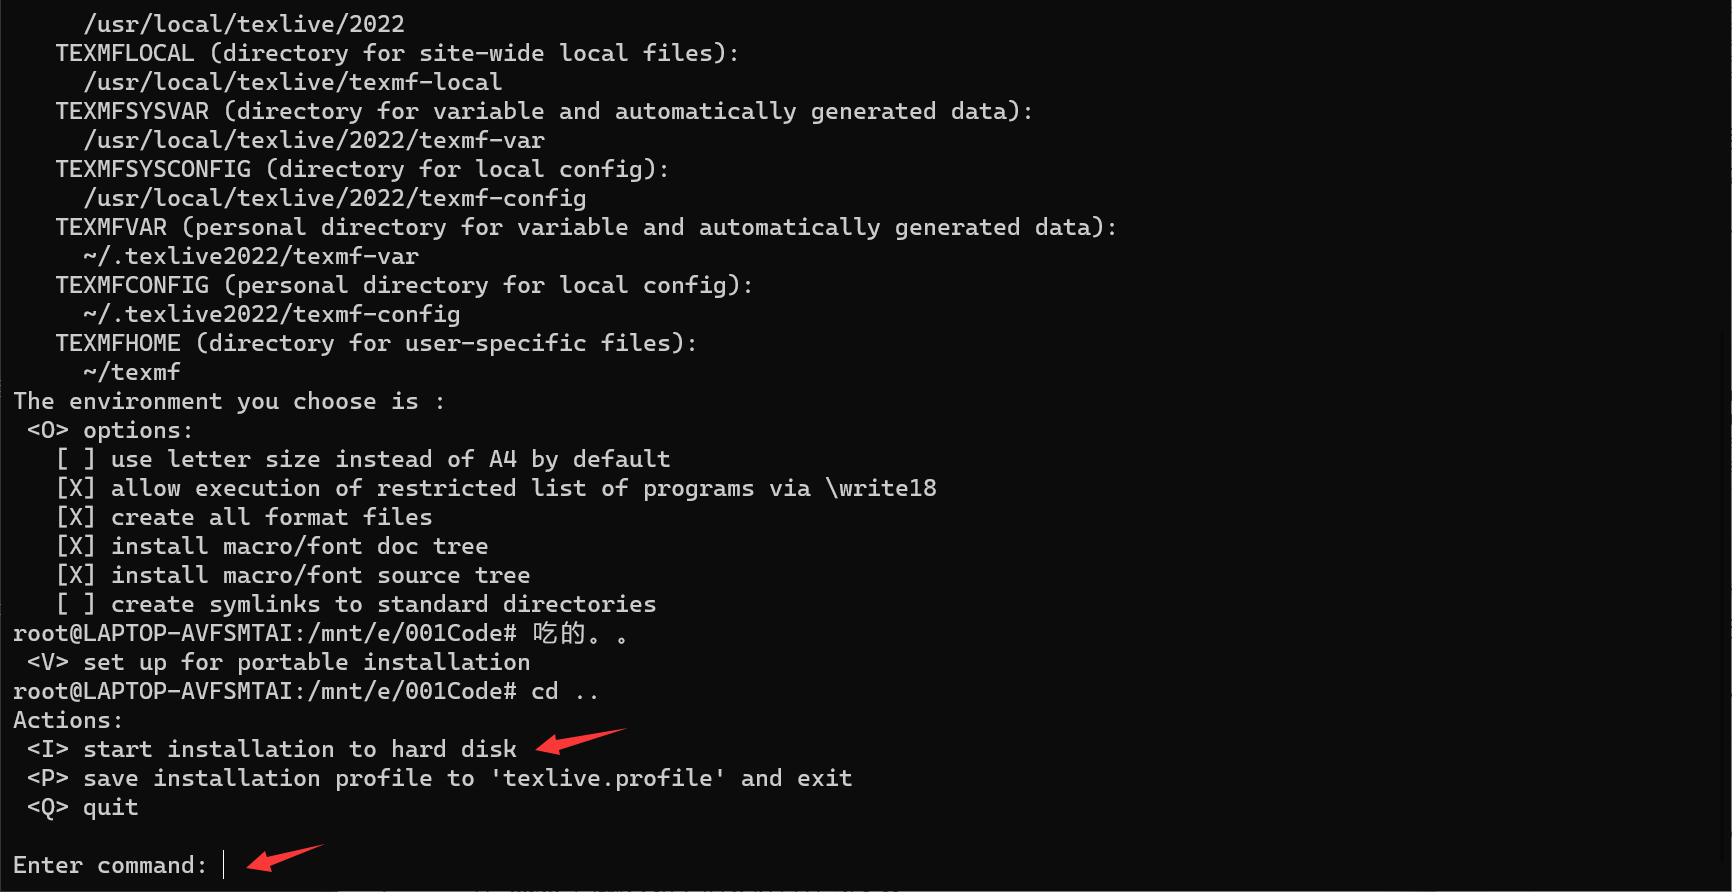 /usr/local/texlive/2022
TEXMFLOCAL (directory for site-wide local files):
/usr/local/texlive/texmf-local
TEXMFSYSVAR (directory for variable and automatically generated data):
/usr/local/texlive/2022/texmf-var
TEXMFSYSCONFIG (directory for local config):
/usr/local/texlive/2022/texmf-config
TEXMFVAR (personal directory for variable and automatically generated data):
~/.texlive2022/texmf-var
TEXMFCONFIG (personal directory for local config):
~/.texlive2022/texmf-config
TEXMFHOME (directory for user-specific files):
~/texmf
The environment you choose is :
<O> options:
[ ] use letter size instead of A4 by default
[X] allow execution of restricted list of programs via \write18
[X] create all format files
[X] install macro/font doc tree
[X] install macro/font source tree
[ ] create symlinks to standard directories
root@LAPTOP-AVFSMTAI:/mnt/e/001Code# 吃的。。
<V> set up for portable installation
root@LAPTOP-AVFSMTAI:/mnt/e/001Code# cd ..
Actions:
<I> start installation to hard disk
<P> save installation profile to 'texlive.profile' and exit
<Q> quit
Enter command: